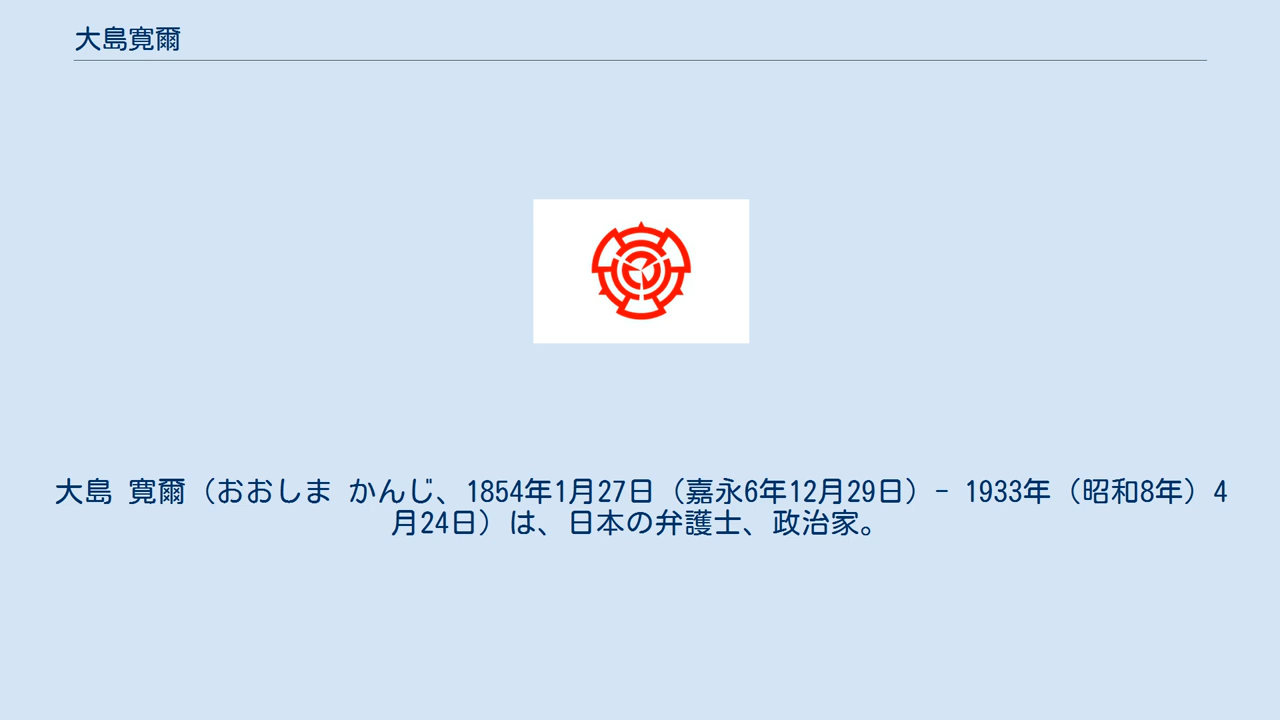 大島寛爾
大島 寛爾（おおしま かんじ、1854年1月27日（嘉永6年12月29日）- 1933年（昭和8年）4
月24日）は、日本の弁護士、政治家。